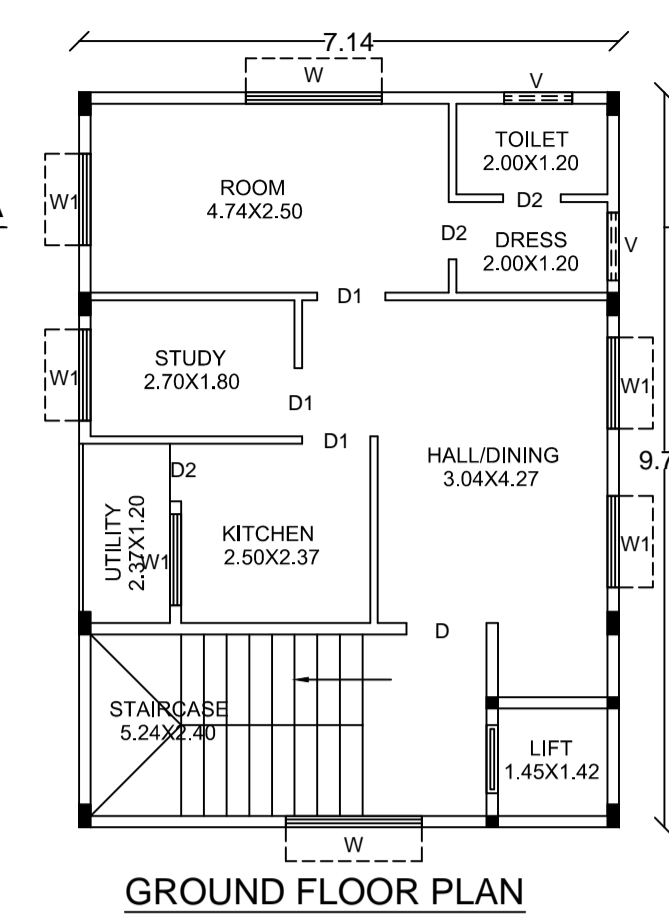 7.14
W
V
TOILET
2.00X1.20
ROOM
4.74X2.50
W1
D2
D2
DRESS
2.00X1.20
V
D1
STUDY
2.70X1.80
W1
W1
D1
D1
HALL/DINING
3.04X4.27
9.7
D2
UTILITY
2.37X1.20
W1
KITCHEN
2.50X2.37
W1
D
STAIRCASE
5.24X2.40
LIFT
1.45X1.42
W
GROUND FLOOR PLAN